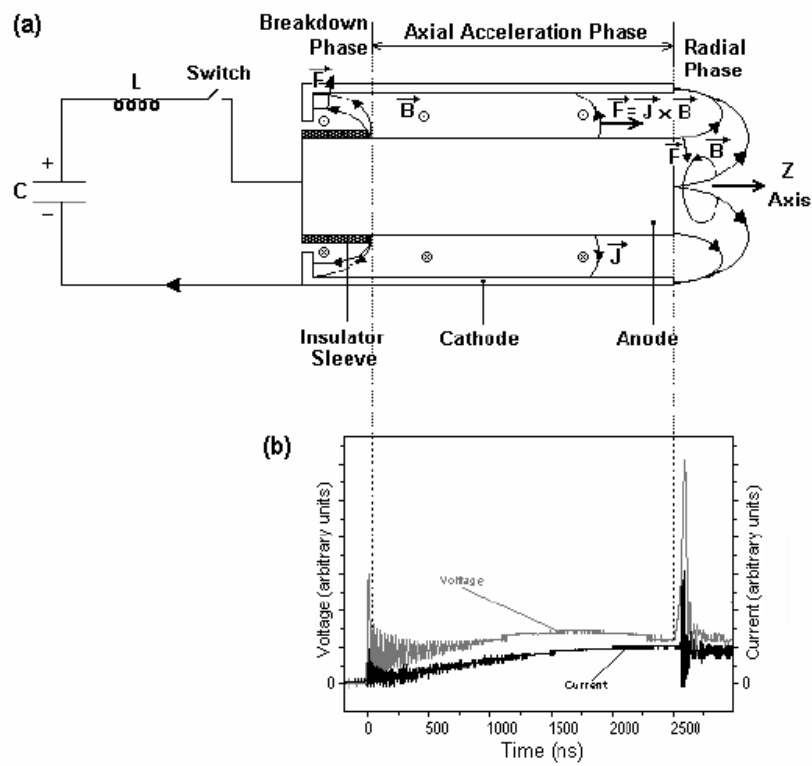 (a)
Breakdown Phase
Axial Acceleration Phase
Radial Phase
L
Switch
F
B
F = J × B
F
B
Z Axis
+
C
−
J
Insulator Sleeve
Cathode
Anode
(b)
Voltage (arbitrary units)
Current (arbitrary units)
Voltage
Current
0
0
0
500
1000
1500
2000
2500
Time (ns)